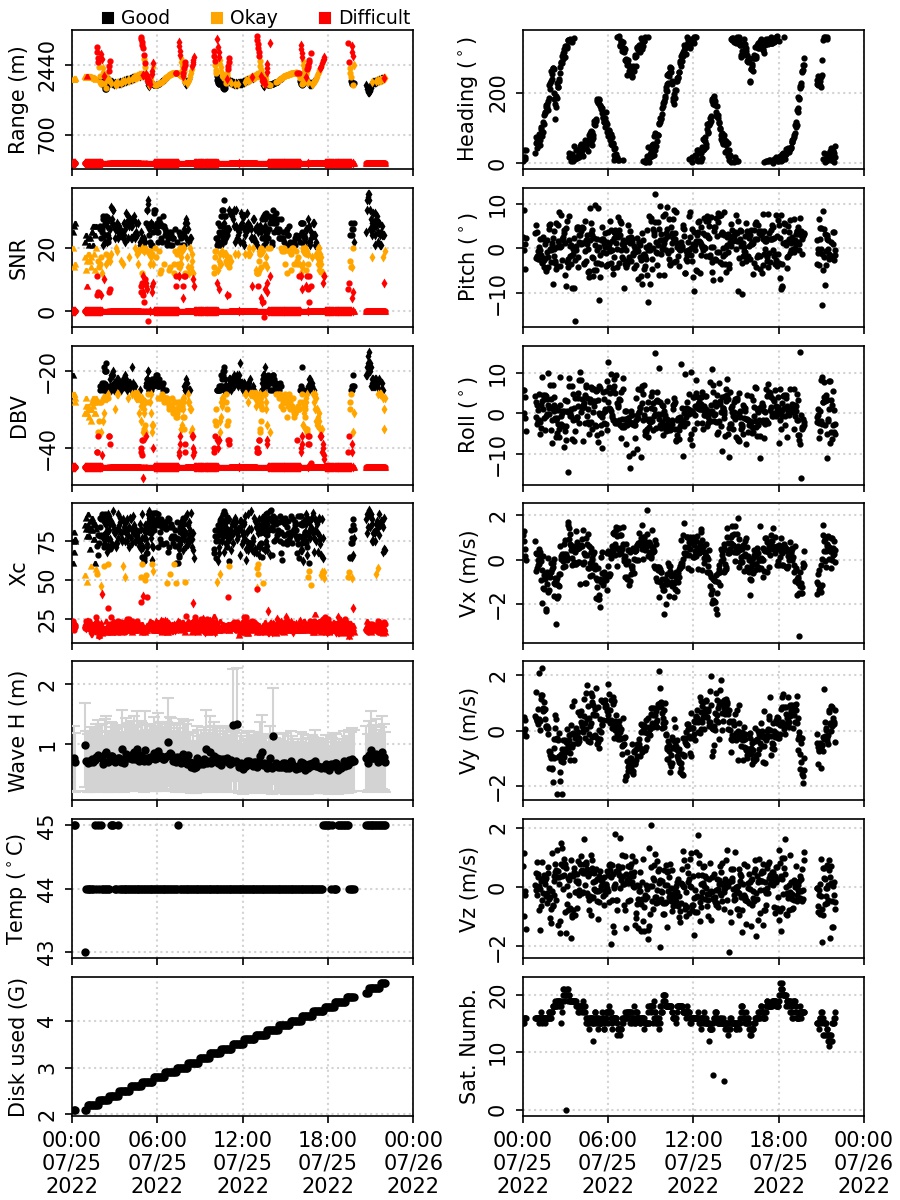 Good Okay Difficult
Range (m)
2440
700
Heading (°)
200
0
SNR
20
0
Pitch (°)
10
0
−10
DBV
−20
−40
Roll (°)
10
0
−10
Xc
75
50
25
Vx (m/s)
2
0
−2
Wave H (m)
2
1
Vy (m/s)
2
0
−2
Temp (°C)
45
44
43
Vz (m/s)
2
0
−2
Disk used (G)
4
3
2
Sat. Numb.
20
10
0
00:00 06:00 12:00 18:00 00:00
07/25 07/25 07/25 07/25 07/26
2022 2022 2022 2022 2022
00:00 06:00 12:00 18:00 00:00
07/25 07/25 07/25 07/25 07/26
2022 2022 2022 2022 2022